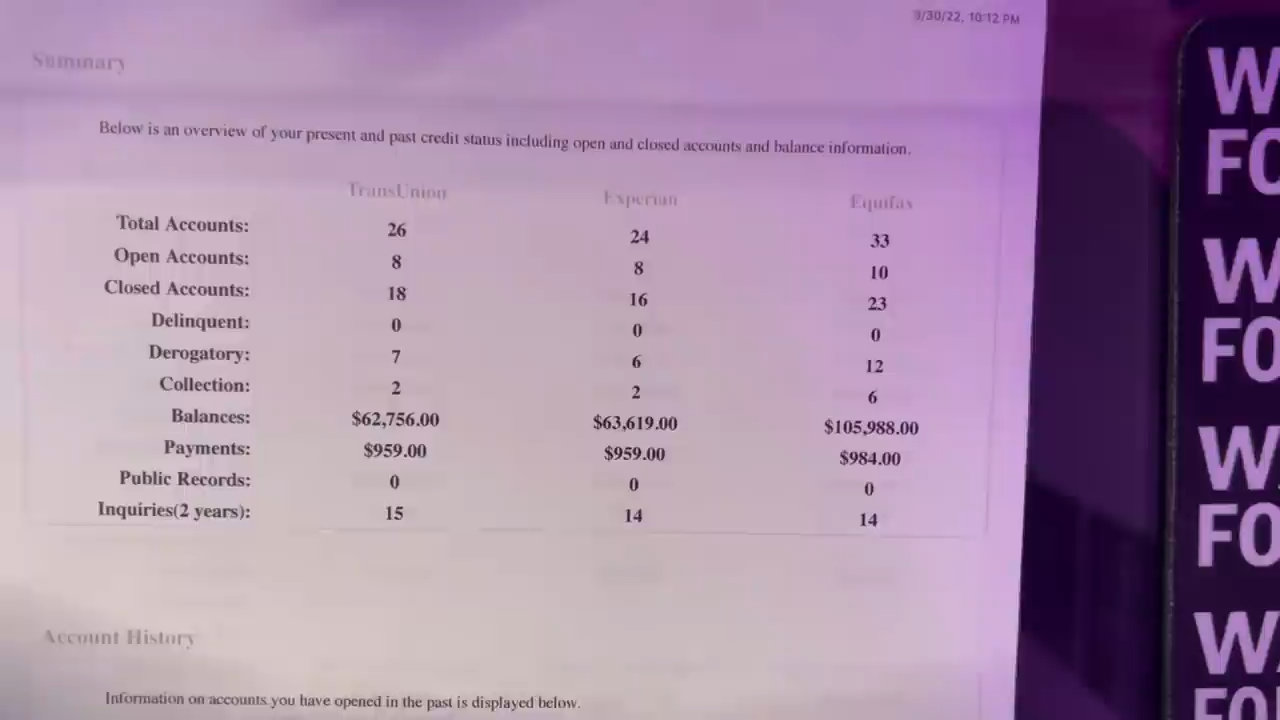 3/30/22, 10:12 PM
Summary
Below is an overview of your present and past credit status including open and closed accounts and balance information.
TransUnion Experian Equifax
Total Accounts: 26 24 33
Open Accounts: 8 8 10
Closed Accounts: 18 16 23
Delinquent: 0 0 0
Derogatory: 7 6 12
Collection: 2 2 6
Balances: $62,756.00 $63,619.00 $105,988.00
Payments: $959.00 $959.00 $984.00
Public Records: 0 0 0
Inquiries(2 years): 15 14 14
Account History
Information on accounts you have opened in the past is displayed below.
W
FO
W
FO
W
FO
W
FO